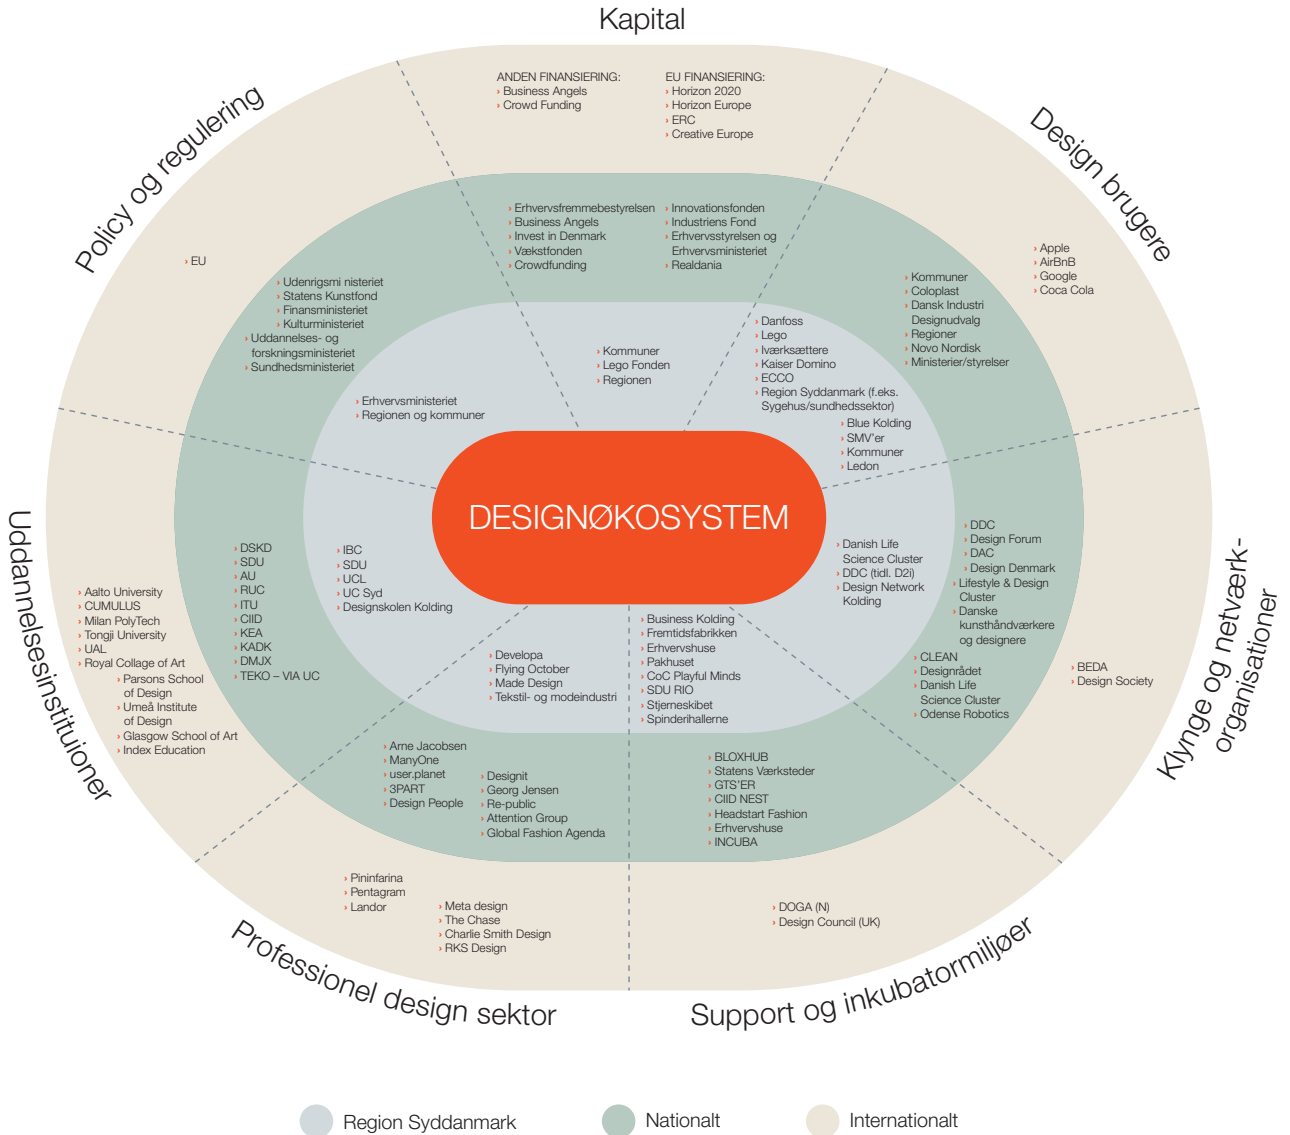 Kapital
ANDEN FINANSIERING:
› Business Angels
› Crowd Funding
EU FINANSIERING:
› Horizon 2020
› Horizon Europe
› ERC
› Creative Europe
› Erhvervsfremmebestyrelsen
› Business Angels
› Invest in Denmark
› Vækstfonden
› Crowdfunding
› Innovationsfonden
› Industriens Fond
› Erhvervsstyrelsen og
Erhvervsministeriet
› Realdania
› Kommuner
› Lego Fonden
› Regionen
Design brugere
› Apple
› AirBnB
› Google
› Coca Cola
› Kommuner
› Coloplast
› Dansk Industri
Designudvalg
› Regioner
› Novo Nordisk
› Ministerier/styrelser
› Danfoss
› Lego
› Iværksættere
› Kaiser Domino
› ECCO
› Region Syddanmark (f.eks.
Sygehus/sundhedssektor)
› Blue Kolding
› SMV'er
› Kommuner
› Ledon
Policy og regulering
› EU
› Udenrigsmi nisteriet
› Statens Kunstfond
› Finansministeriet
› Kulturministeriet
› Uddannelses- og
forskningsministeriet
› Sundhedsministeriet
› Erhvervsministeriet
› Regionen og kommuner
DESIGNØKOSYSTEM
Uddannelsesinstituioner
› Aalto University
› CUMULUS
› Milan PolyTech
› Tongji University
› UAL
› Royal Collage of Art
› Parsons School
of Design
› Umeå Institute
of Design
› Glasgow School of Art
› Index Education
› DSKD
› SDU
› AU
› RUC
› ITU
› CIID
› KEA
› KADK
› DMJX
› TEKO – VIA UC
› IBC
› SDU
› UCL
› UC Syd
› Designskolen Kolding
Klynge og netværk-
organisationer
› Danish Life
Science Cluster
› DDC (tidl. D2i)
› Design Network
Kolding
› DDC
› Design Forum
› DAC
› Design Denmark
› Lifestyle & Design
Cluster
› Danske
kunsthåndværkere
og designere
› CLEAN
› Designrådet
› Danish Life
Science Cluster
› Odense Robotics
› BEDA
› Design Society
Professionel design sektor
› Developa
› Flying October
› Made Design
› Tekstil- og modeindustri
› Arne Jacobsen
› ManyOne
› user.planet
› 3PART
› Design People
› Designit
› Georg Jensen
› Re-public
› Attention Group
› Global Fashion Agenda
› Pininfarina
› Pentagram
› Landor
› Meta design
› The Chase
› Charlie Smith Design
› RKS Design
Support og inkubatormiljøer
› Business Kolding
› Fremtidsfabrikken
› Erhvervshuse
› Pakhuset
› CoC Playful Minds
› SDU RIO
› Stjerneskibet
› Spinderihallerne
› BLOXHUB
› Statens Værksteder
› GTS'ER
› CIID NEST
› Headstart Fashion
› Erhvervshuse
› INCUBA
› DOGA (N)
› Design Council (UK)
Region Syddanmark
Nationalt
Internationalt